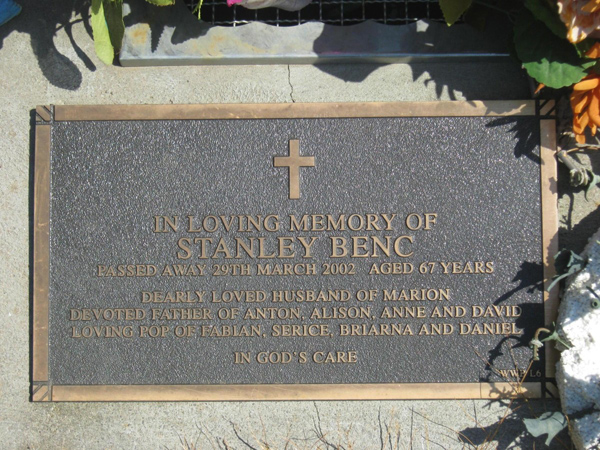 IN LOVING MEMORY OF
STANLEY BENC
PASSED AWAY 29TH MARCH 2002 AGED 67 YEARS
DEARLY LOVED HUSBAND OF MARION
DEVOTED FATHER OF ANTON, ALISON, ANNE AND DAVID
LOVING POP OF FABIAN, SERICE, BRIARNA AND DANIEL
IN GOD'S CARE